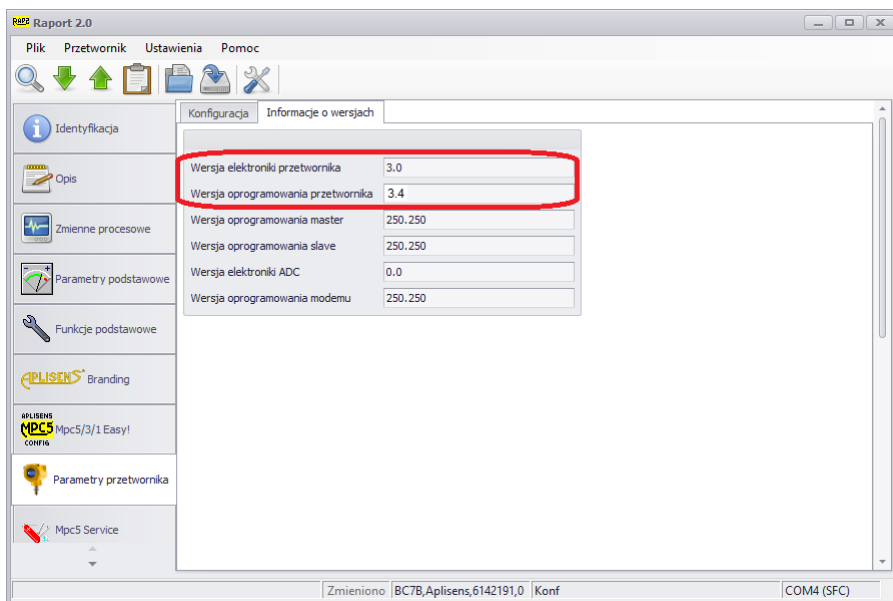 RAPP Raport 2.0
Plik Przetwornik Ustawienia Pomoc
Identyfikacja
Opis
Zmienne procesowe
Parametry podstawowe
Funkcje podstawowe
APLISENS Branding
APLISENS
MPC5
CONFIG
Mpc5/3/1 Easy!
Parametry przetwornika
Mpc5 Service
Konfiguracja Informacje o wersjach
Wersja elektroniki przetwornika 3.0
Wersja oprogramowania przetwornika 3.4
Wersja oprogramowania master 250.250
Wersja oprogramowania slave 250.250
Wersja elektroniki ADC 0.0
Wersja oprogramowania modemu 250.250
Zmieniono BC7B,Aplisens,6142191,0 Konf COM4 (SFC)